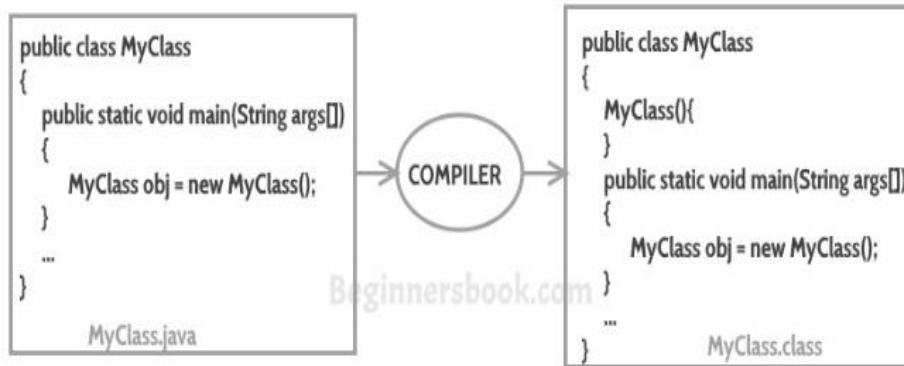 public class MyClass
{
public static void main(String args[])
{
MyClass obj = new MyClass();
}
...
}
MyClass.java
COMPILER
public class MyClass
{
MyClass(){
}
public static void main(String args[])
{
MyClass obj = new MyClass();
}
...
}
MyClass.class
Beginnersbook.com